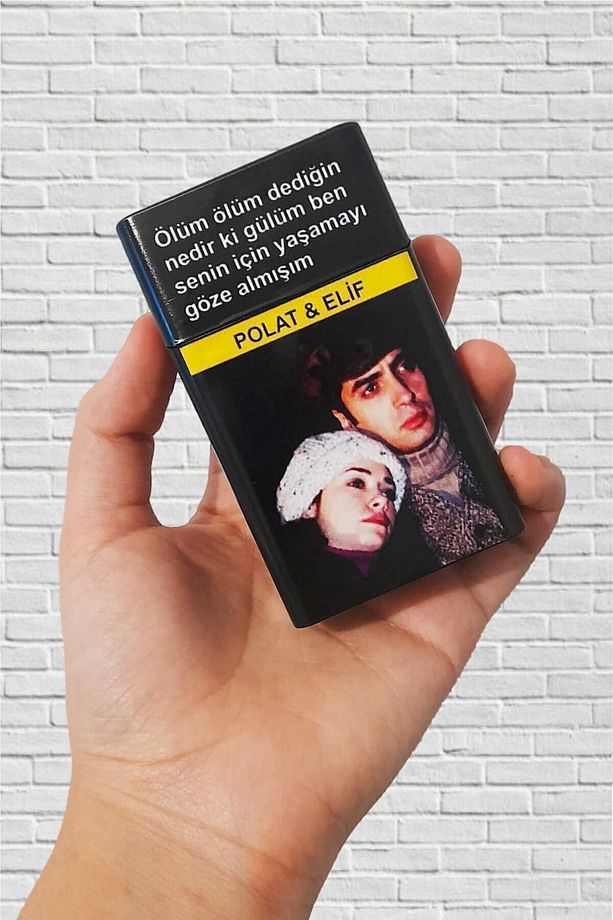 Ölüm ölüm dediğin
nedir ki gülüm ben
senin için yaşamayı
göze almışım
POLAT & ELİF